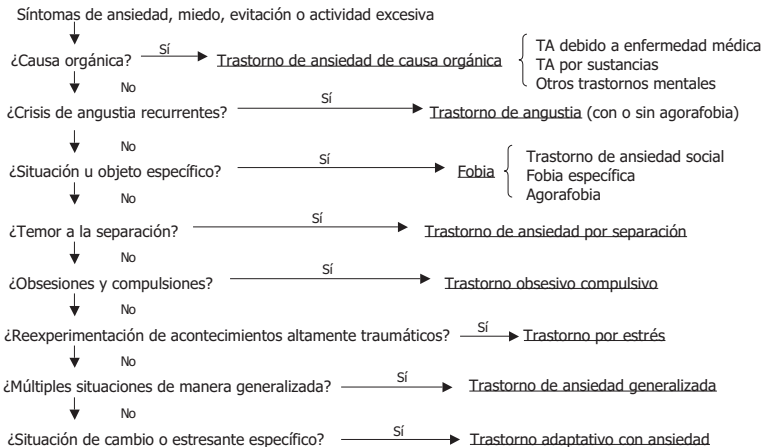 Síntomas de ansiedad, miedo, evitación o actividad excesiva
¿Causa orgánica? Sí Trastorno de ansiedad de causa orgánica
TA debido a enfermedad médica
TA por sustancias
Otros trastornos mentales
No
¿Crisis de angustia recurrentes? Sí Trastorno de angustia (con o sin agorafobia)
No
¿Situación u objeto específico? Sí Fobia
Trastorno de ansiedad social
Fobia específica
Agorafobia
No
¿Temor a la separación? Sí Trastorno de ansiedad por separación
No
¿Obsesiones y compulsiones? Sí Trastorno obsesivo compulsivo
No
¿Reexperimentación de acontecimientos altamente traumáticos? Sí Trastorno por estrés
No
¿Múltiples situaciones de manera generalizada? Sí Trastorno de ansiedad generalizada
No
¿Situación de cambio o estresante específico? Sí Trastorno adaptativo con ansiedad